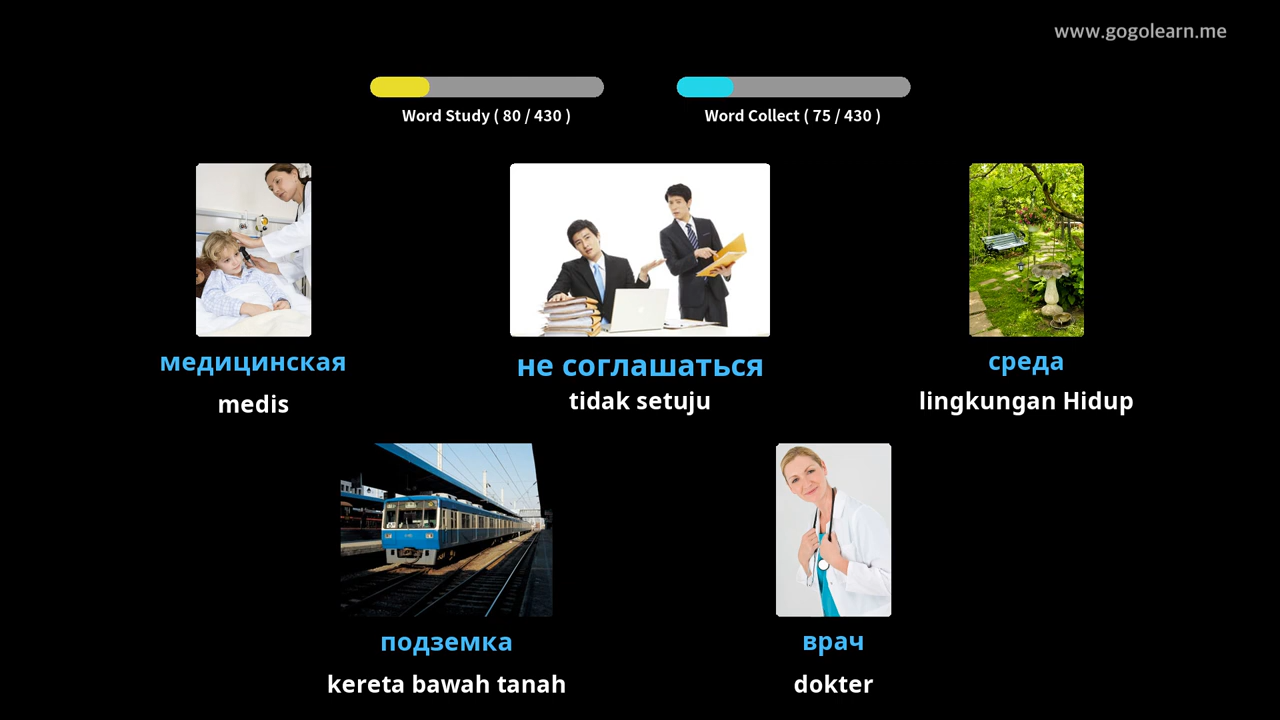 www.gogolearn.me
Word Study ( 80 / 430 )
Word Collect ( 75 / 430 )
медицинская
medis
не соглашаться
tidak setuju
среда
lingkungan Hidup
подземка
kereta bawah tanah
врач
dokter